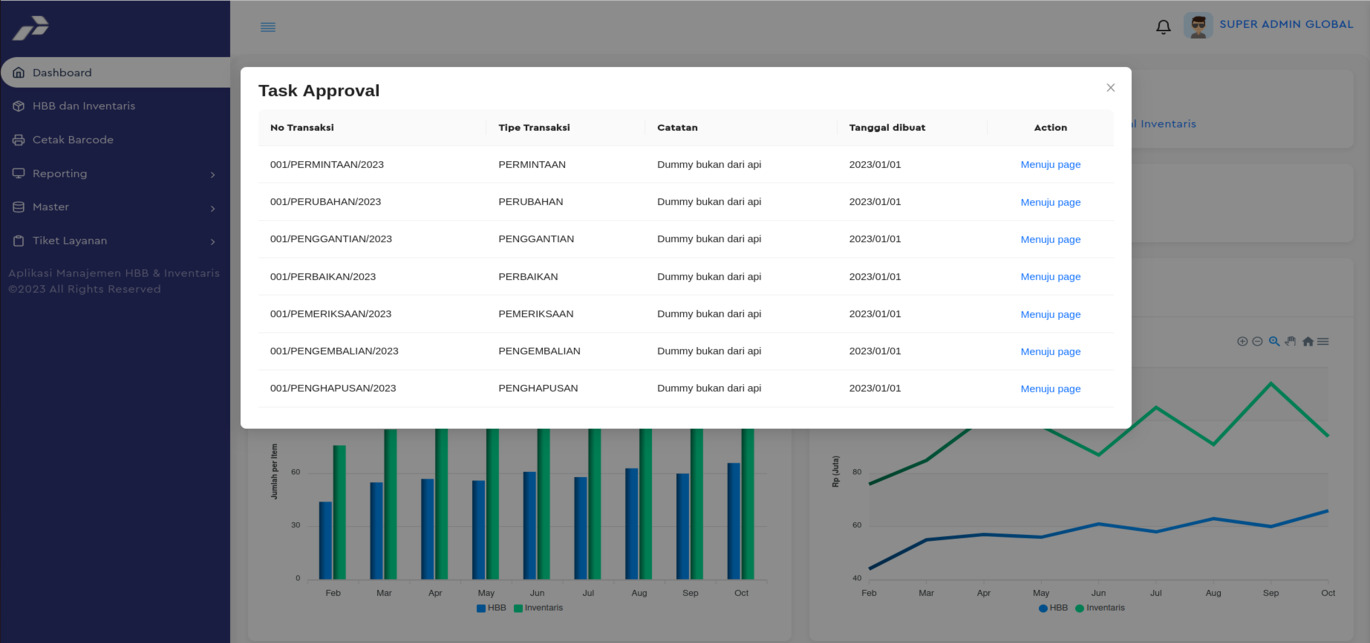 SUPER ADMIN GLOBAL
Dashboard
HBB dan Inventaris
Cetak Barcode
Reporting
Master
Tiket Layanan
Aplikasi Manajemen HBB & Inventaris
©2023 All Rights Reserved
Task Approval
No Transaksi Tipe Transaksi Catatan Tanggal dibuat Action
001/PERMINTAAN/2023 PERMINTAAN Dummy bukan dari api 2023/01/01 Menuju page
001/PERUBAHAN/2023 PERUBAHAN Dummy bukan dari api 2023/01/01 Menuju page
001/PENGGANTIAN/2023 PENGGANTIAN Dummy bukan dari api 2023/01/01 Menuju page
001/PERBAIKAN/2023 PERBAIKAN Dummy bukan dari api 2023/01/01 Menuju page
001/PEMERIKSAAN/2023 PEMERIKSAAN Dummy bukan dari api 2023/01/01 Menuju page
001/PENGEMBALIAN/2023 PENGEMBALIAN Dummy bukan dari api 2023/01/01 Menuju page
001/PENGHAPUSAN/2023 PENGHAPUSAN Dummy bukan dari api 2023/01/01 Menuju page
Inventaris
Jumlah per Item
60
30
0
Feb Mar Apr May Jun Jul Aug Sep Oct
HBB Inventaris
Rp (Juta)
80
60
40
Feb Mar Apr May Jun Jul Aug Sep Oct
HBB Inventaris